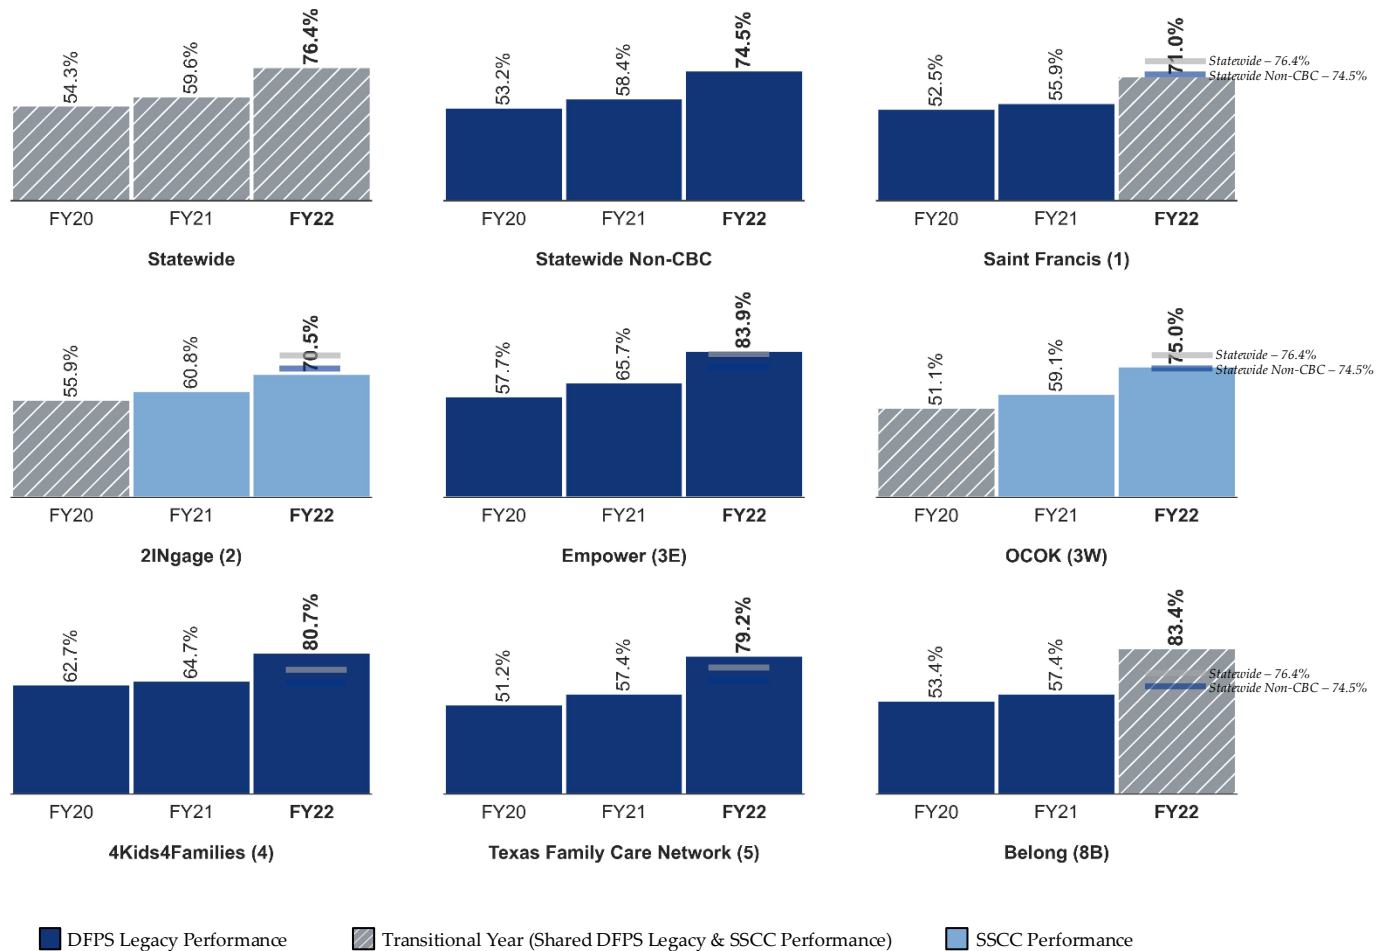 54.3%
59.6%
76.4%
FY20
FY21
FY22
Statewide
53.2%
58.4%
74.5%
FY20
FY21
FY22
Statewide Non-CBC
52.5%
55.9%
71.0%
Statewide – 76.4%
Statewide Non-CBC – 74.5%
FY20
FY21
FY22
Saint Francis (1)
55.9%
60.8%
70.5%
FY20
FY21
FY22
2INgage (2)
57.7%
65.7%
83.9%
FY20
FY21
FY22
Empower (3E)
51.1%
59.1%
75.0%
Statewide – 76.4%
Statewide Non-CBC – 74.5%
FY20
FY21
FY22
OCOK (3W)
62.7%
64.7%
80.7%
FY20
FY21
FY22
4Kids4Families (4)
51.2%
57.4%
79.2%
FY20
FY21
FY22
Texas Family Care Network (5)
53.4%
57.4%
83.4%
Statewide – 76.4%
Statewide Non-CBC – 74.5%
FY20
FY21
FY22
Belong (8B)
DFPS Legacy Performance
Transitional Year (Shared DFPS Legacy & SSCC Performance)
SSCC Performance